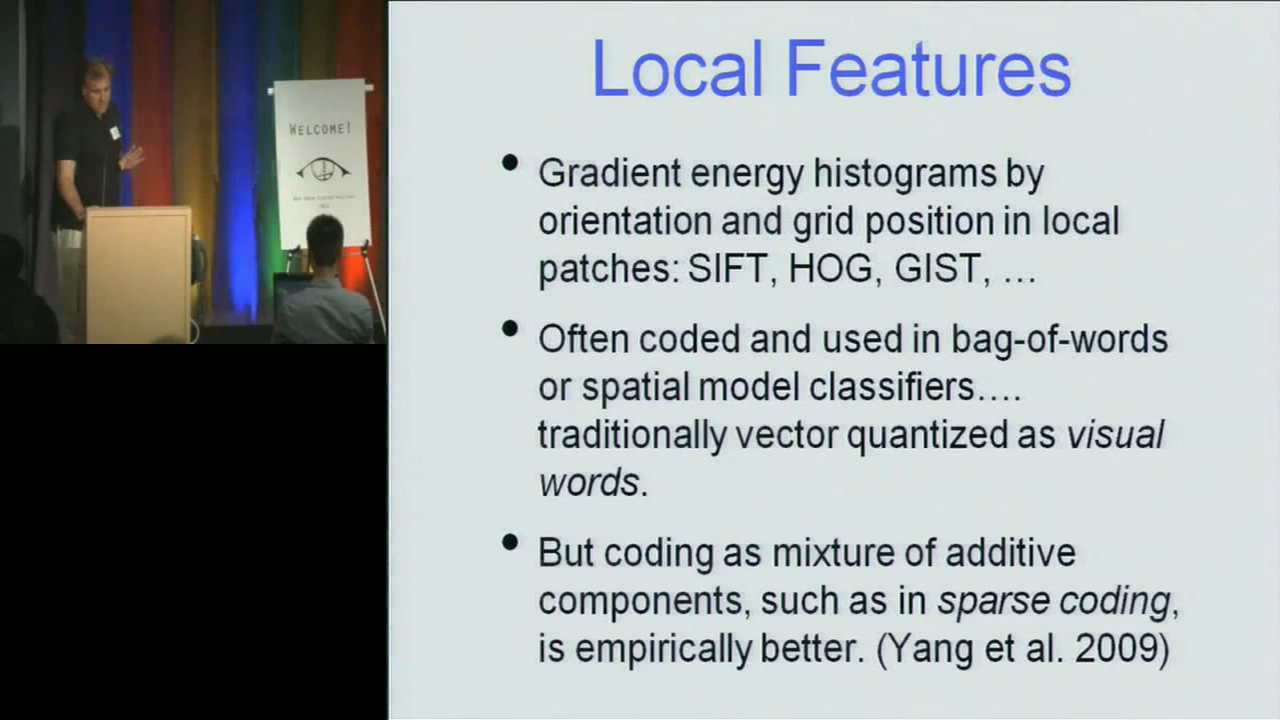 Local Features
• Gradient energy histograms by
orientation and grid position in local
patches: SIFT, HOG, GIST, …
• Often coded and used in bag-of-words
or spatial model classifiers….
traditionally vector quantized as visual
words.
• But coding as mixture of additive
components, such as in sparse coding,
is empirically better. (Yang et al. 2009)
WELCOME!